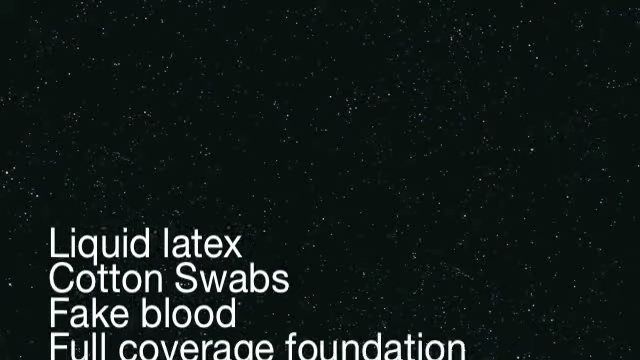 Liquid latex
Cotton Swabs
Fake blood
Full coverage foundation